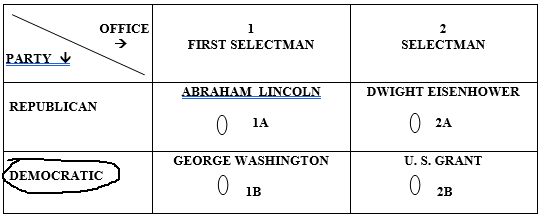 OFFICE
→
PARTY ↓
1
FIRST SELECTMAN
2
SELECTMAN
REPUBLICAN
ABRAHAM LINCOLN
1A
DWIGHT EISENHOWER
2A
DEMOCRATIC
GEORGE WASHINGTON
1B
U. S. GRANT
2B